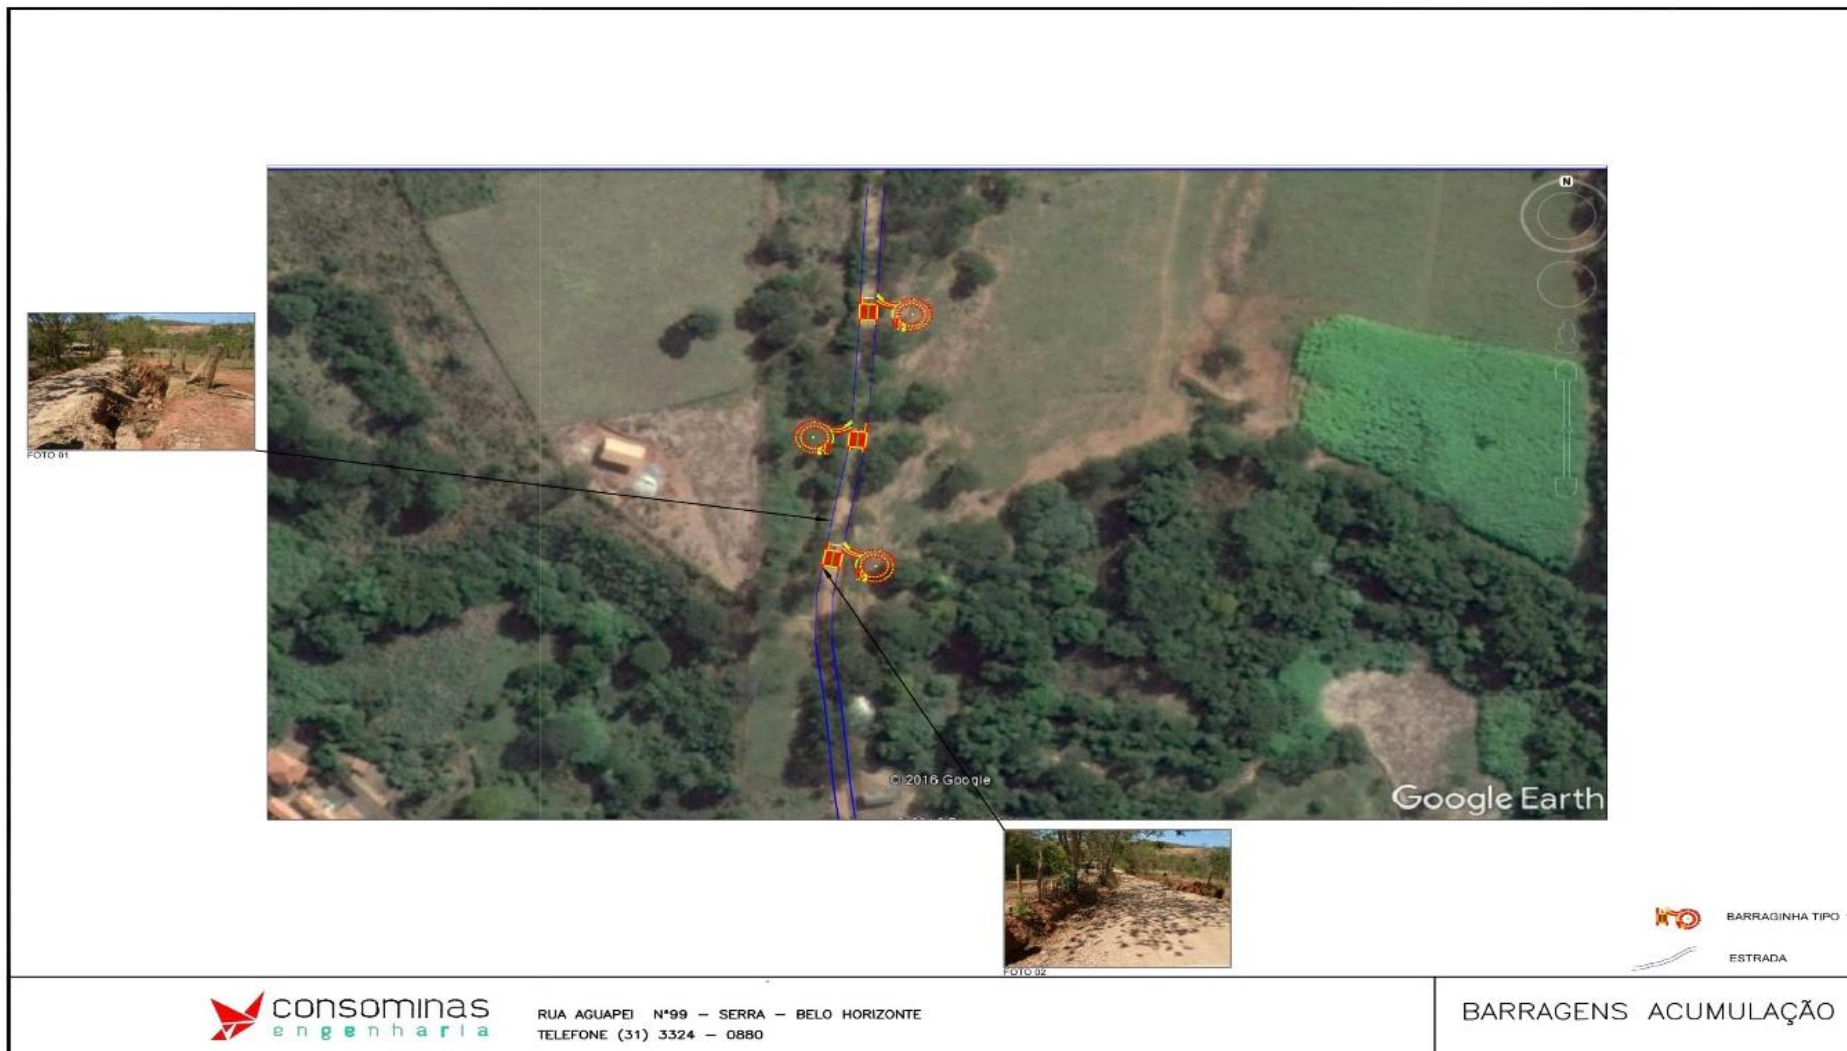 N
FOTO 01
© 2016 Google
Google Earth
FOTO 02
BARRAGINHA TIPO
ESTRADA
consominas
engenharia
RUA AGUAPEI N°99 – SERRA – BELO HORIZONTE
TELEFONE (31) 3324 – 0880
BARRAGENS ACUMULAÇÃO